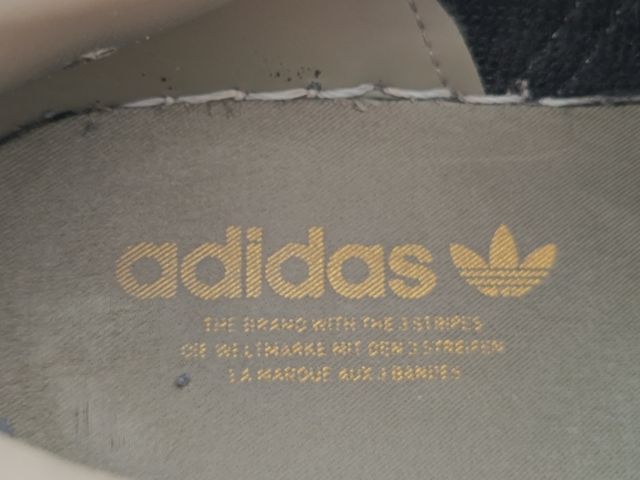 adidas
THE BRAND WITH THE 3 STRIPES
DIE WELTMARKE MIT DEN 3 STREIFEN
LA MARQUE AUX 3 BANDES